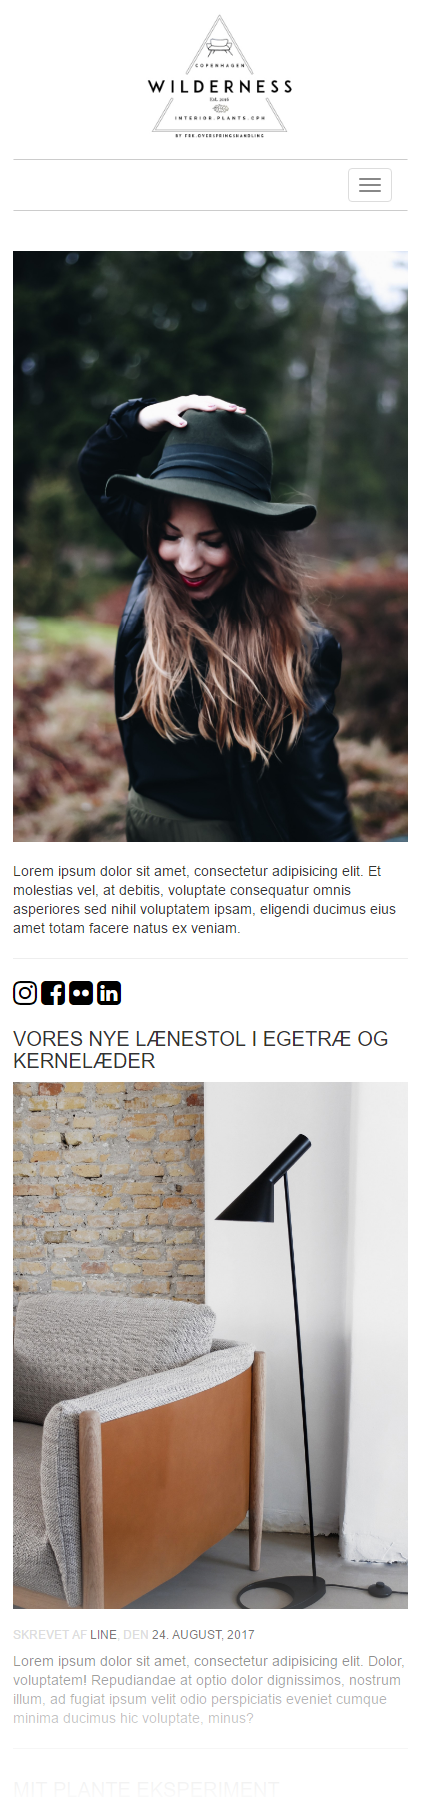 COPENHAGEN
WILDERNESS
EST. 2016
INTERIOR.PLANTS.CPH
BY FRK.OVERSPRINGSHANDLING
Lorem ipsum dolor sit amet, consectetur adipisicing elit. Et
molestias vel, at debitis, voluptate consequatur omnis
asperiores sed nihil voluptatem ipsam, eligendi ducimus eius
amet totam facere natus ex veniam.
VORES NYE LÆNESTOL I EGETRÆ OG
KERNELÆDER
SKREVET AF LINE, DEN 24. AUGUST, 2017
Lorem ipsum dolor sit amet, consectetur adipisicing elit. Dolor,
voluptatem! Repudiandae at optio dolor dignissimos, nostrum
illum, ad fugiat ipsum velit odio perspiciatis eveniet cumque
minima ducimus hic voluptate, minus?
MIT PLANTE EKSPERIMENT